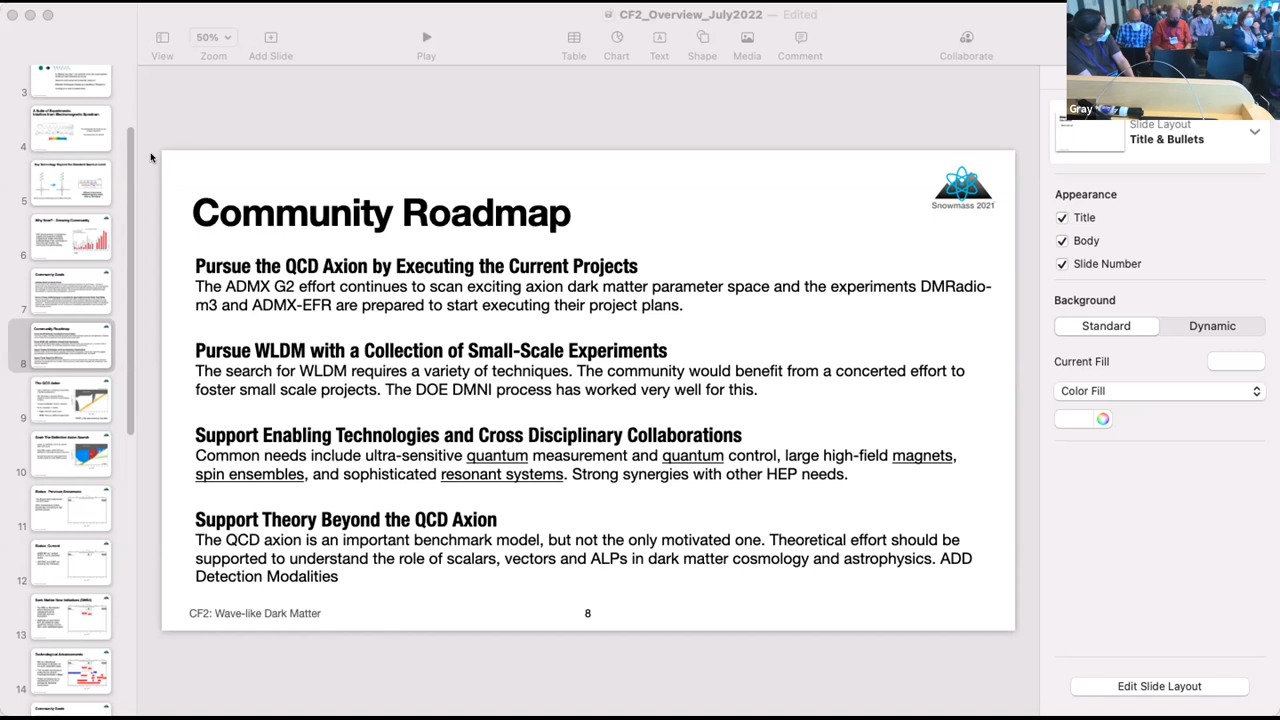 CF2_Overview_July2022 — Edited
View
50%
Zoom
Add Slide
Play
Table
Chart
Text
Shape
Media
Comment
Collaborate
Gray
Slide Layout
Title & Bullets
Appearance
Title
Body
Slide Number
Background
Standard
Dynamic
Current Fill
Color Fill
Edit Slide Layout
3
4
5
6
7
8
9
10
11
12
13
14
Community Goals
Community Roadmap
The QCD Axion
Status: Current
Technological Advancements
Snowmass 2021
Community Roadmap
Pursue the QCD Axion by Executing the Current Projects
The ADMX G2 effort continues to scan exciting axion dark matter parameter space and the experiments DMRadio-
m3 and ADMX-EFR are prepared to start executing their project plans.
Pursue WLDM with a Collection of Small-Scale Experiments
The search for WLDM requires a variety of techniques. The community would benefit from a concerted effort to
foster small scale projects. The DOE DMNI process has worked very well for this.
Support Enabling Technologies and Cross Disciplinary Collaborations
Common needs include ultra-sensitive quantum measurement and quantum control, large high-field magnets,
spin ensembles, and sophisticated resonant systems. Strong synergies with other HEP needs.
Support Theory Beyond the QCD Axion
The QCD axion is an important benchmark model, but not the only motivated one. Theoretical effort should be
supported to understand the role of scalars, vectors and ALPs in dark matter cosmology and astrophysics. ADD
Detection Modalities
CF2: Wave-like Dark Matter
8